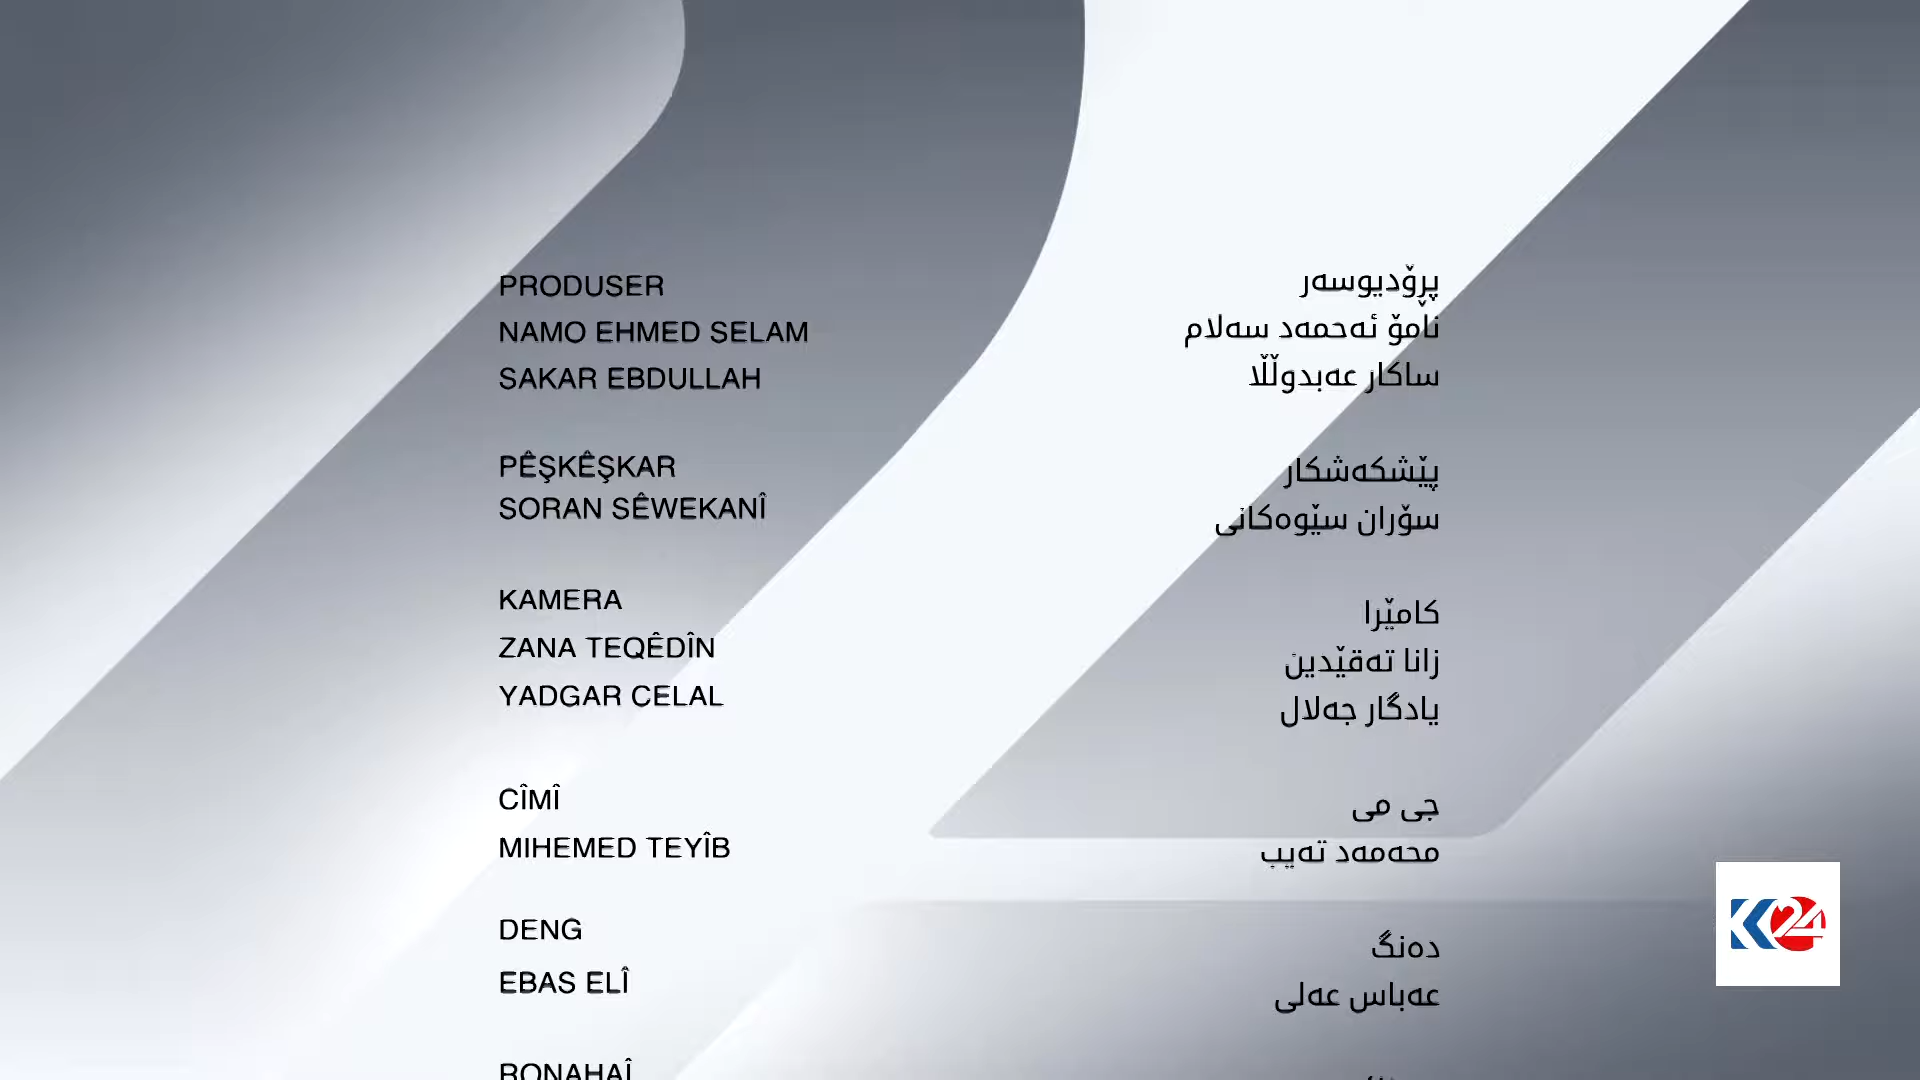 PRODUSER
NAMO EHMED SELAM
SAKAR EBDULLAH
PÊŞKÊŞKAR
SORAN SÊWEKANÎ
KAMERA
ZANA TEQÊDÎN
YADGAR CELAL
CÎMÎ
MIHEMED TEYÎB
DENG
EBAS ELÎ
RONAHAÎ
پڕۆدیوسەر
نامۆ ئەحمەد سەلام
ساکار عەبدوڵڵا
پێشکەشکار
سۆران سێوەکانی
کامێرا
زانا تەقێدین
یادگار جەلال
جی می
محەمەد تەیب
دەنگ
عەباس عەلی
K24